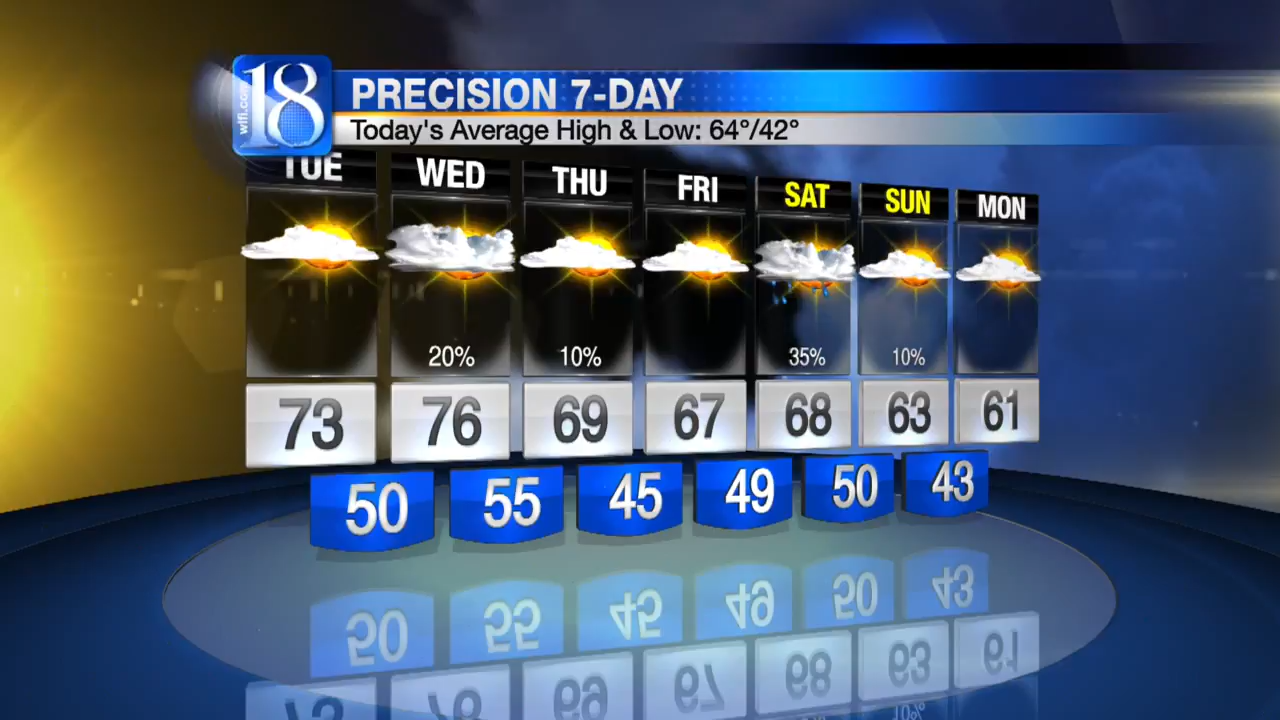 wlfi.com
18
PRECISION 7-DAY
Today's Average High & Low: 64°/42°
TUE WED THU FRI SAT SUN MON
20% 10% 35% 10%
73 76 69 67 68 63 61
50 55 45 49 50 43